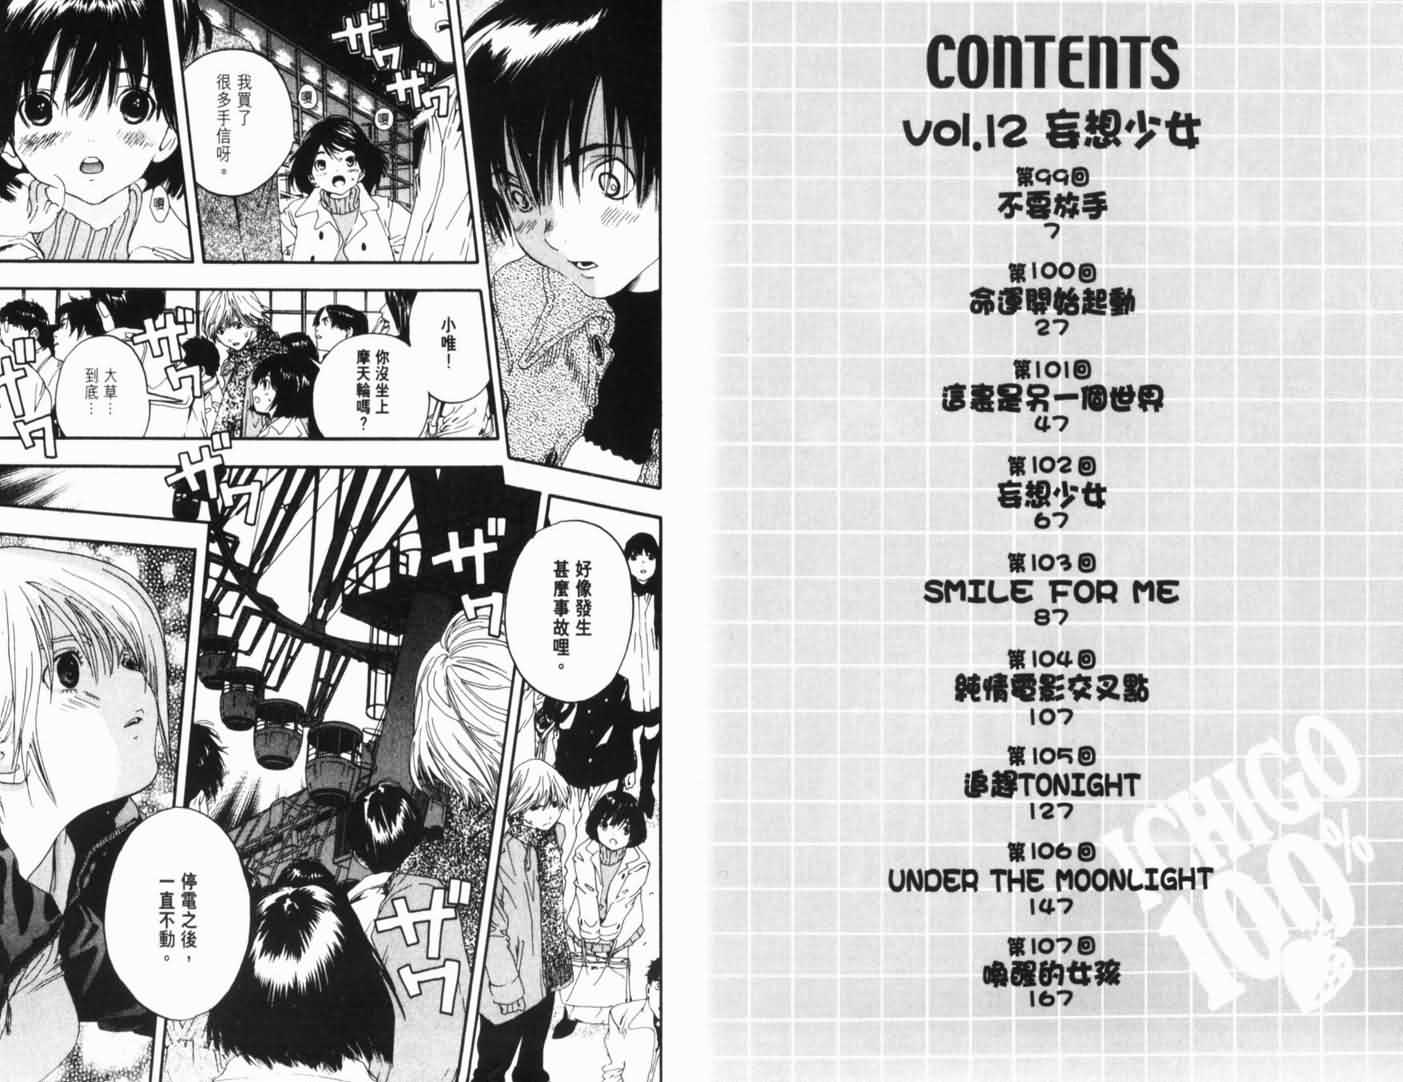 CONTENTS
vol.12 妄想少女
第99回
不要放手
7
第100回
命運開始起動
27
第101回
這裏是另一個世界
47
第102回
妄想少女
67
第103回
SMILE FOR ME
87
第104回
純情電影交叉點
107
第105回
追趕TONIGHT
127
第106回
UNDER THE MOONLIGHT
147
第107回
喚醒的女孩
167
ICHIGO
100%
ザワ
ザワ
嘎
嘎
我買了
很多手信呀。
嘎
小唯!
你沒坐上
摩天輪嗎?
ザワ
ザワ
大草…
到底…
ザワ
ザワ
好像發生
甚麼事故哩。
ザワ
ザワ
停電之後,
一直不動。